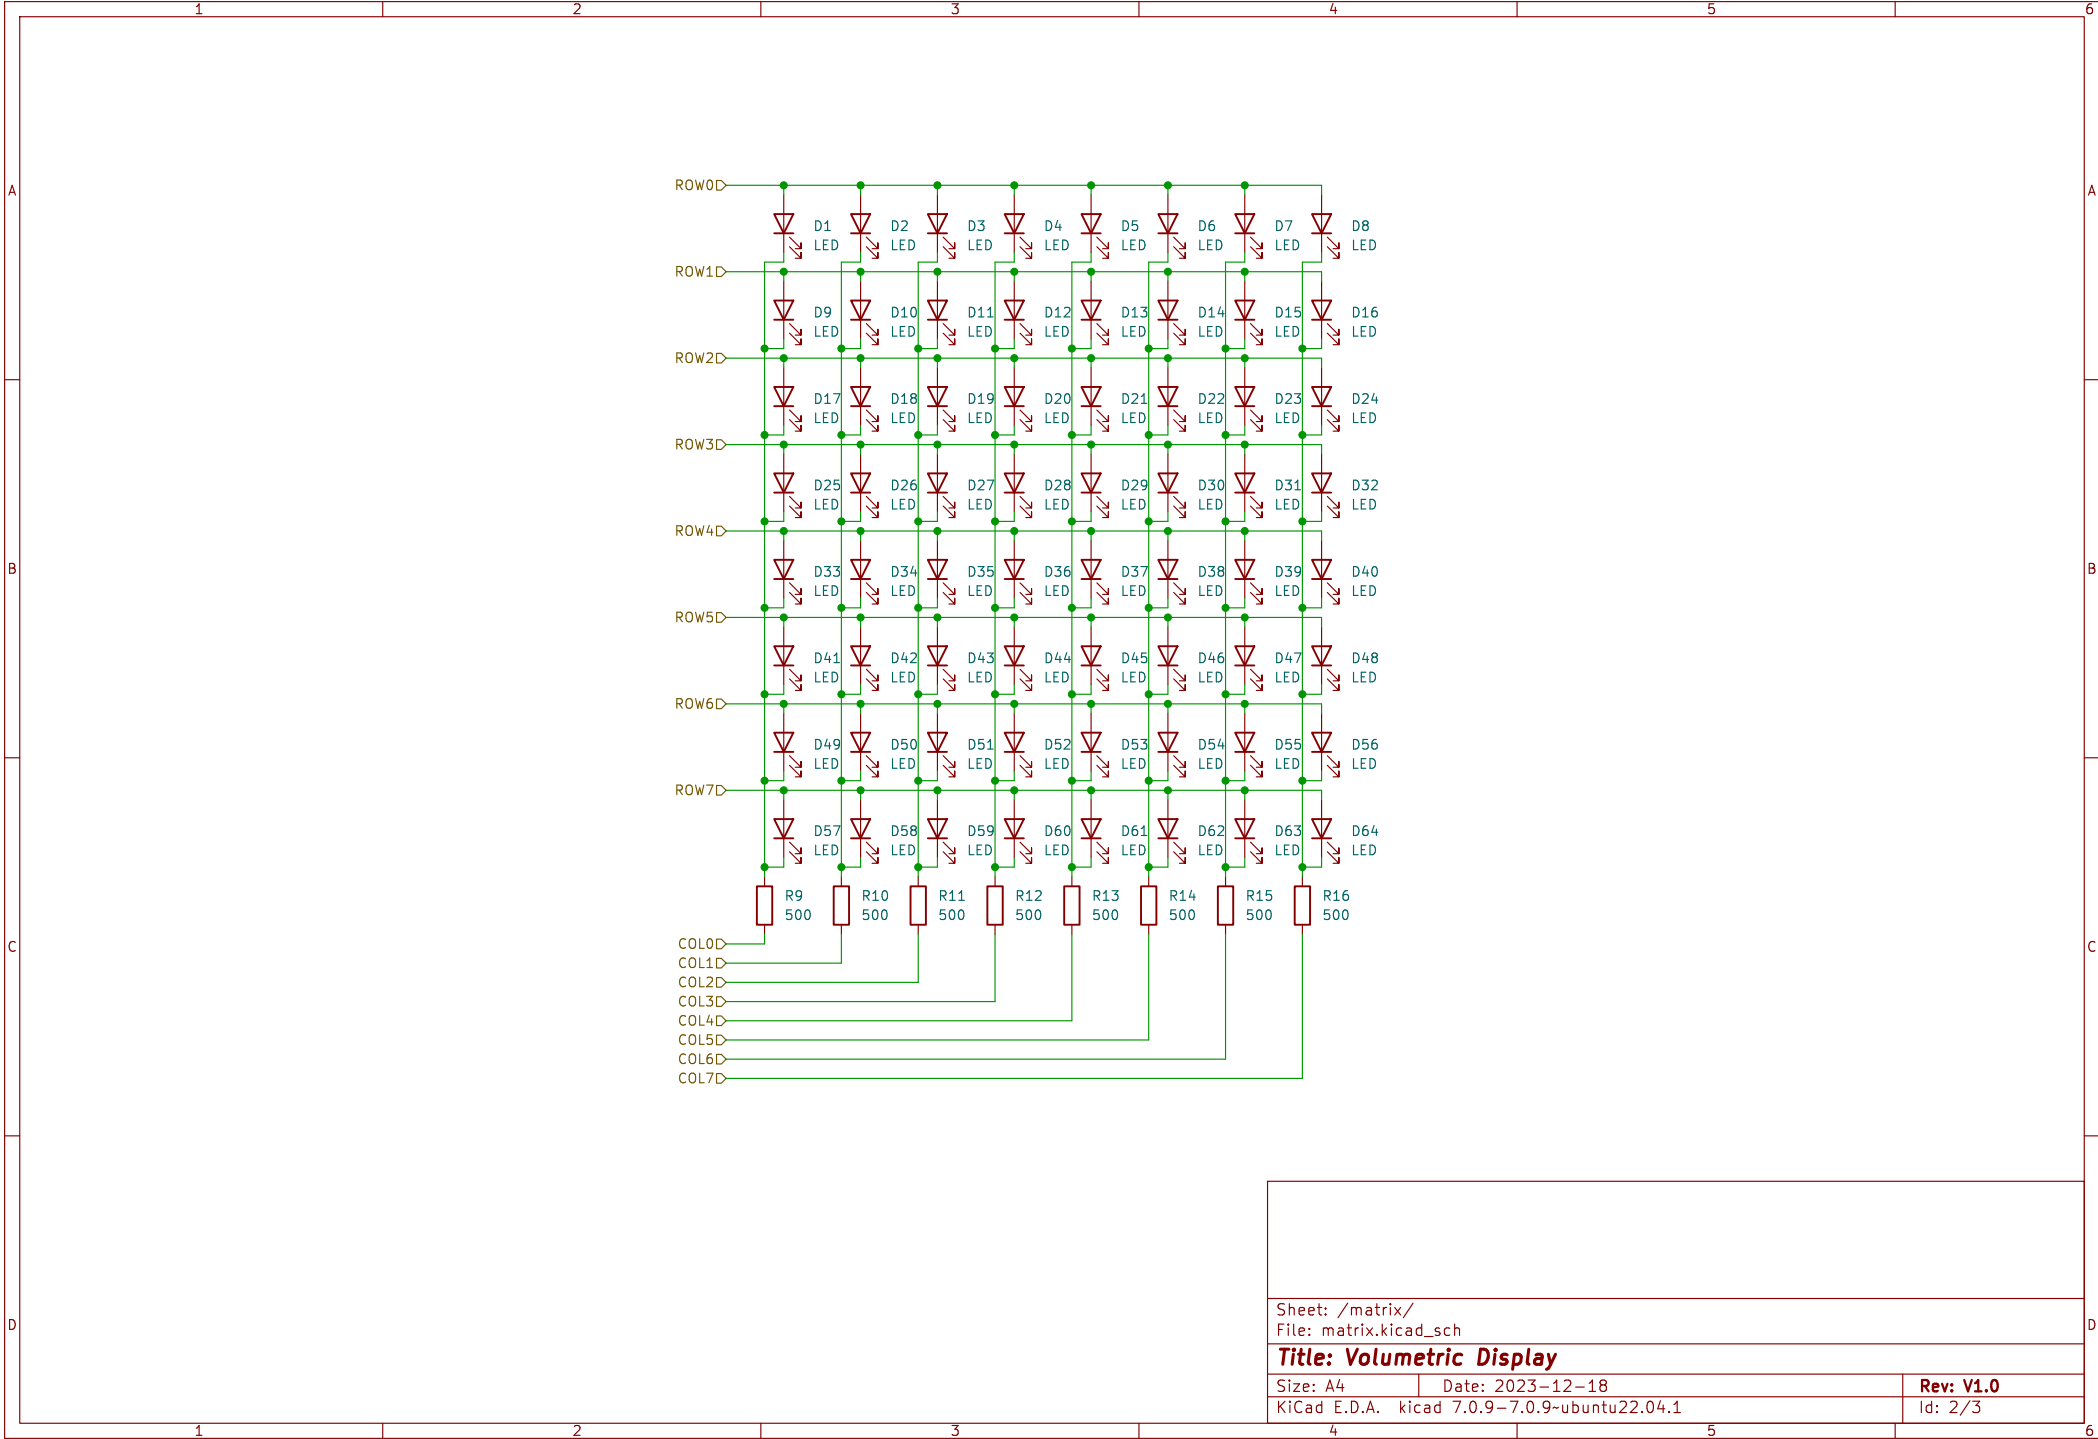 1 2 3 4 5 6
A A
ROW0
D1 D2 D3 D4 D5 D6 D7 D8
LED LED LED LED LED LED LED LED
ROW1
D9 D10 D11 D12 D13 D14 D15 D16
LED LED LED LED LED LED LED LED
ROW2
D17 D18 D19 D20 D21 D22 D23 D24
LED LED LED LED LED LED LED LED
ROW3
D25 D26 D27 D28 D29 D30 D31 D32
LED LED LED LED LED LED LED LED
ROW4
B B
D33 D34 D35 D36 D37 D38 D39 D40
LED LED LED LED LED LED LED LED
ROW5
D41 D42 D43 D44 D45 D46 D47 D48
LED LED LED LED LED LED LED LED
ROW6
D49 D50 D51 D52 D53 D54 D55 D56
LED LED LED LED LED LED LED LED
ROW7
D57 D58 D59 D60 D61 D62 D63 D64
LED LED LED LED LED LED LED LED
R9 R10 R11 R12 R13 R14 R15 R16
500 500 500 500 500 500 500 500
COL0
C C
COL1
COL2
COL3
COL4
COL5
COL6
COL7
Sheet: /matrix/
D D
File: matrix.kicad_sch
Title: Volumetric Display
Size: A4 Date: 2023-12-18 Rev: V1.0
KiCad E.D.A. kicad 7.0.9-7.0.9~ubuntu22.04.1 Id: 2/3
1 2 3 4 5 6